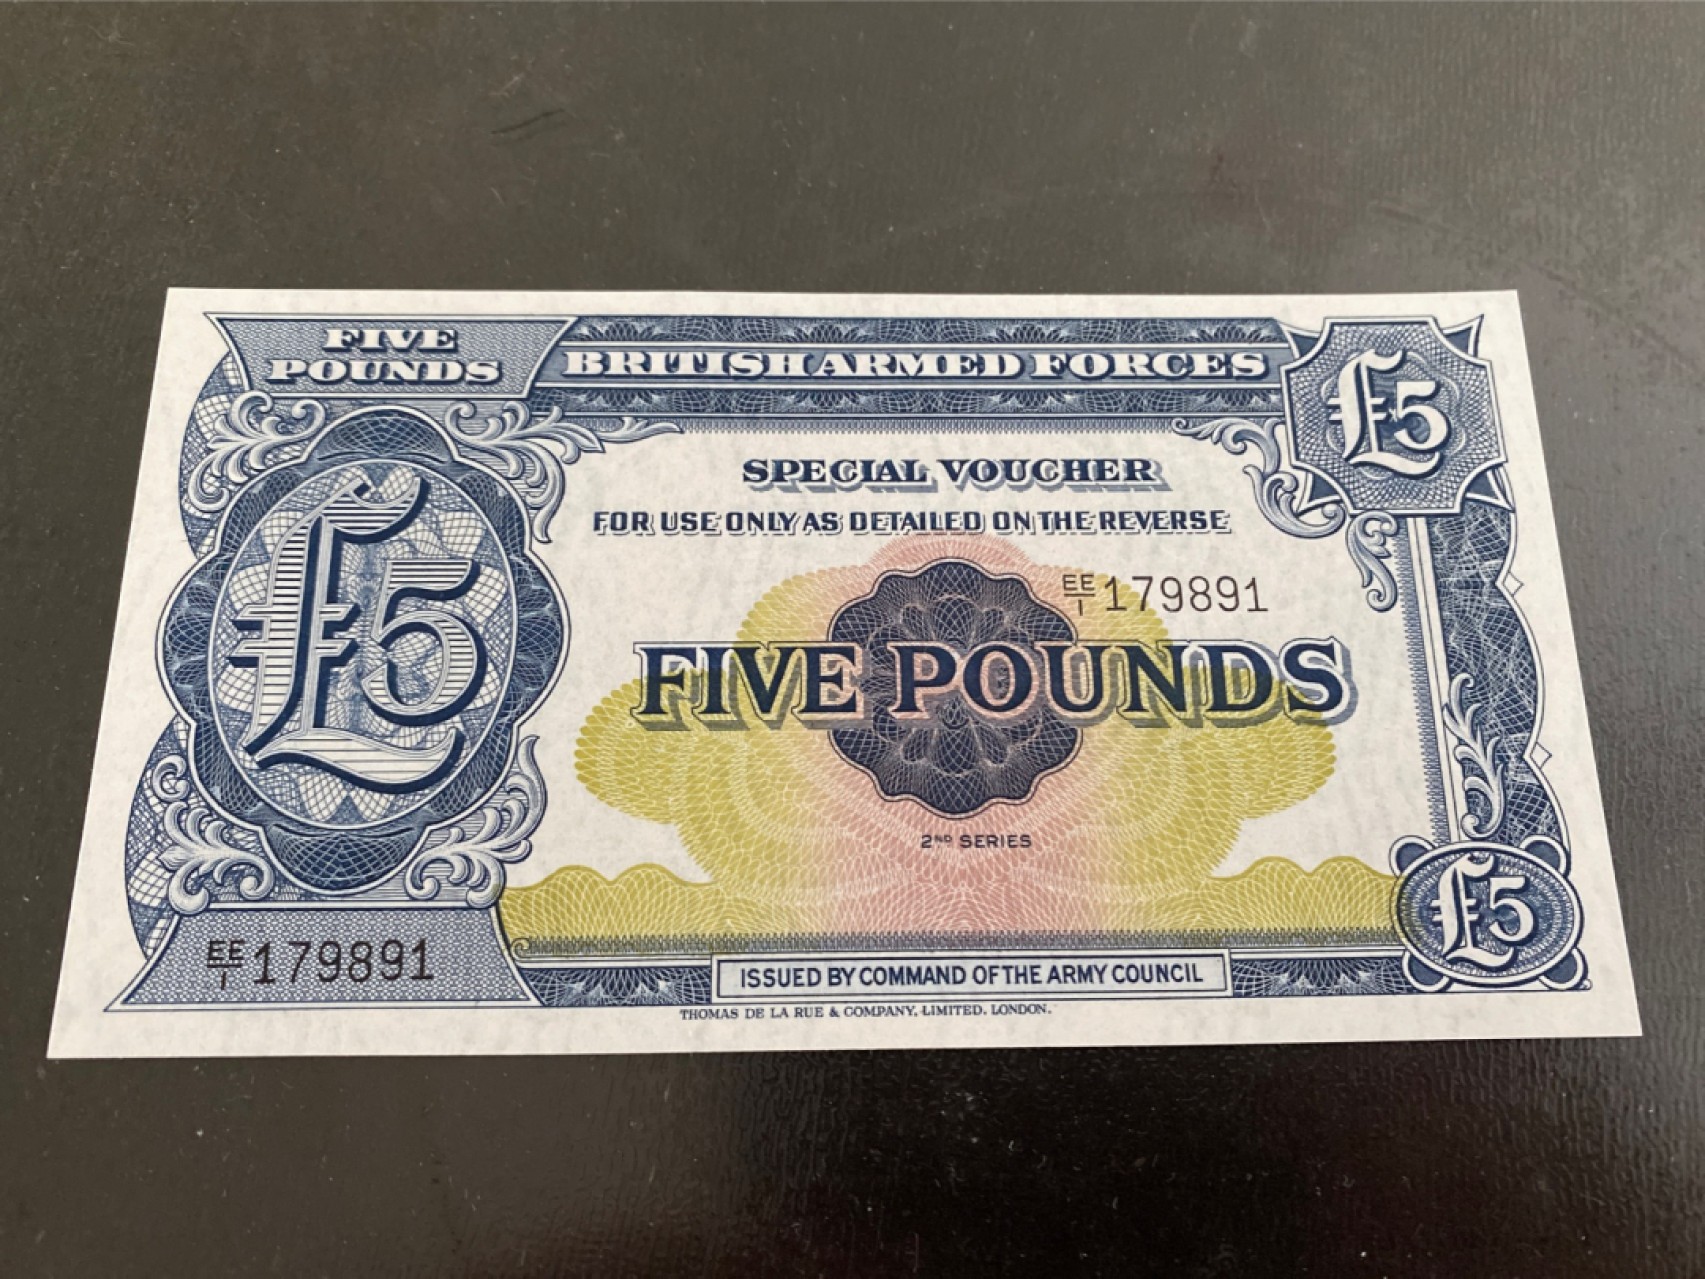 FIVE
POUNDS
BRITISH ARMED FORCES
£5
SPECIAL VOUCHER
FOR USE ONLY AS DETAILED ON THE REVERSE
EE/1 179891
£5
FIVE POUNDS
2ND SERIES
£5
EE/1 179891
ISSUED BY COMMAND OF THE ARMY COUNCIL
THOMAS DE LA RUE & COMPANY, LIMITED. LONDON.